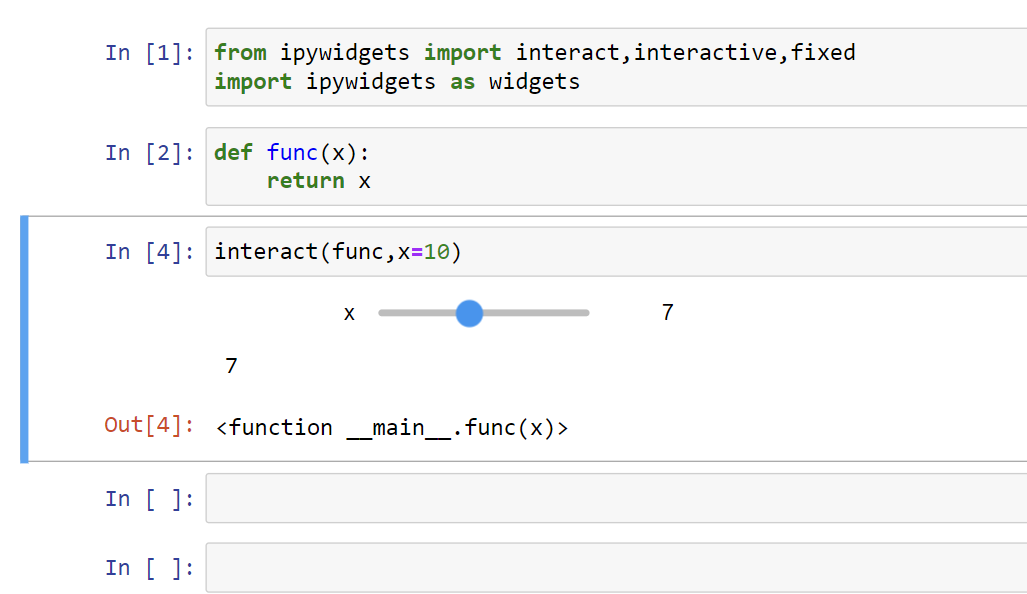 In [1]: from ipywidgets import interact,interactive,fixed
import ipywidgets as widgets
In [2]: def func(x):
    return x
In [4]: interact(func,x=10)
x 7
7
Out[4]: <function __main__.func(x)>
In [ ]:
In [ ]: